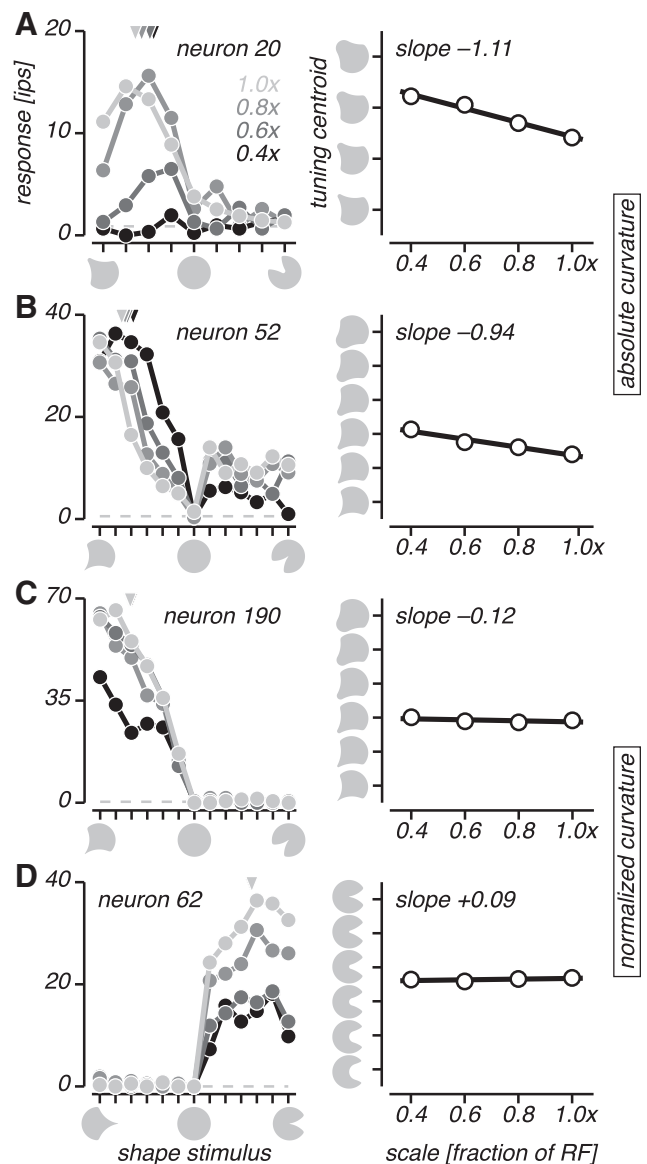 A
20
10
0
response [ips]
neuron 20
1.0x
0.8x
0.6x
0.4x
tuning centroid
slope –1.11
0.4 0.6 0.8 1.0x
absolute curvature
B
40
20
0
neuron 52
slope –0.94
0.4 0.6 0.8 1.0x
C
70
35
0
neuron 190
slope –0.12
0.4 0.6 0.8 1.0x
normalized curvature
D
40
20
0
neuron 62
slope +0.09
0.4 0.6 0.8 1.0x
shape stimulus
scale [fraction of RF]